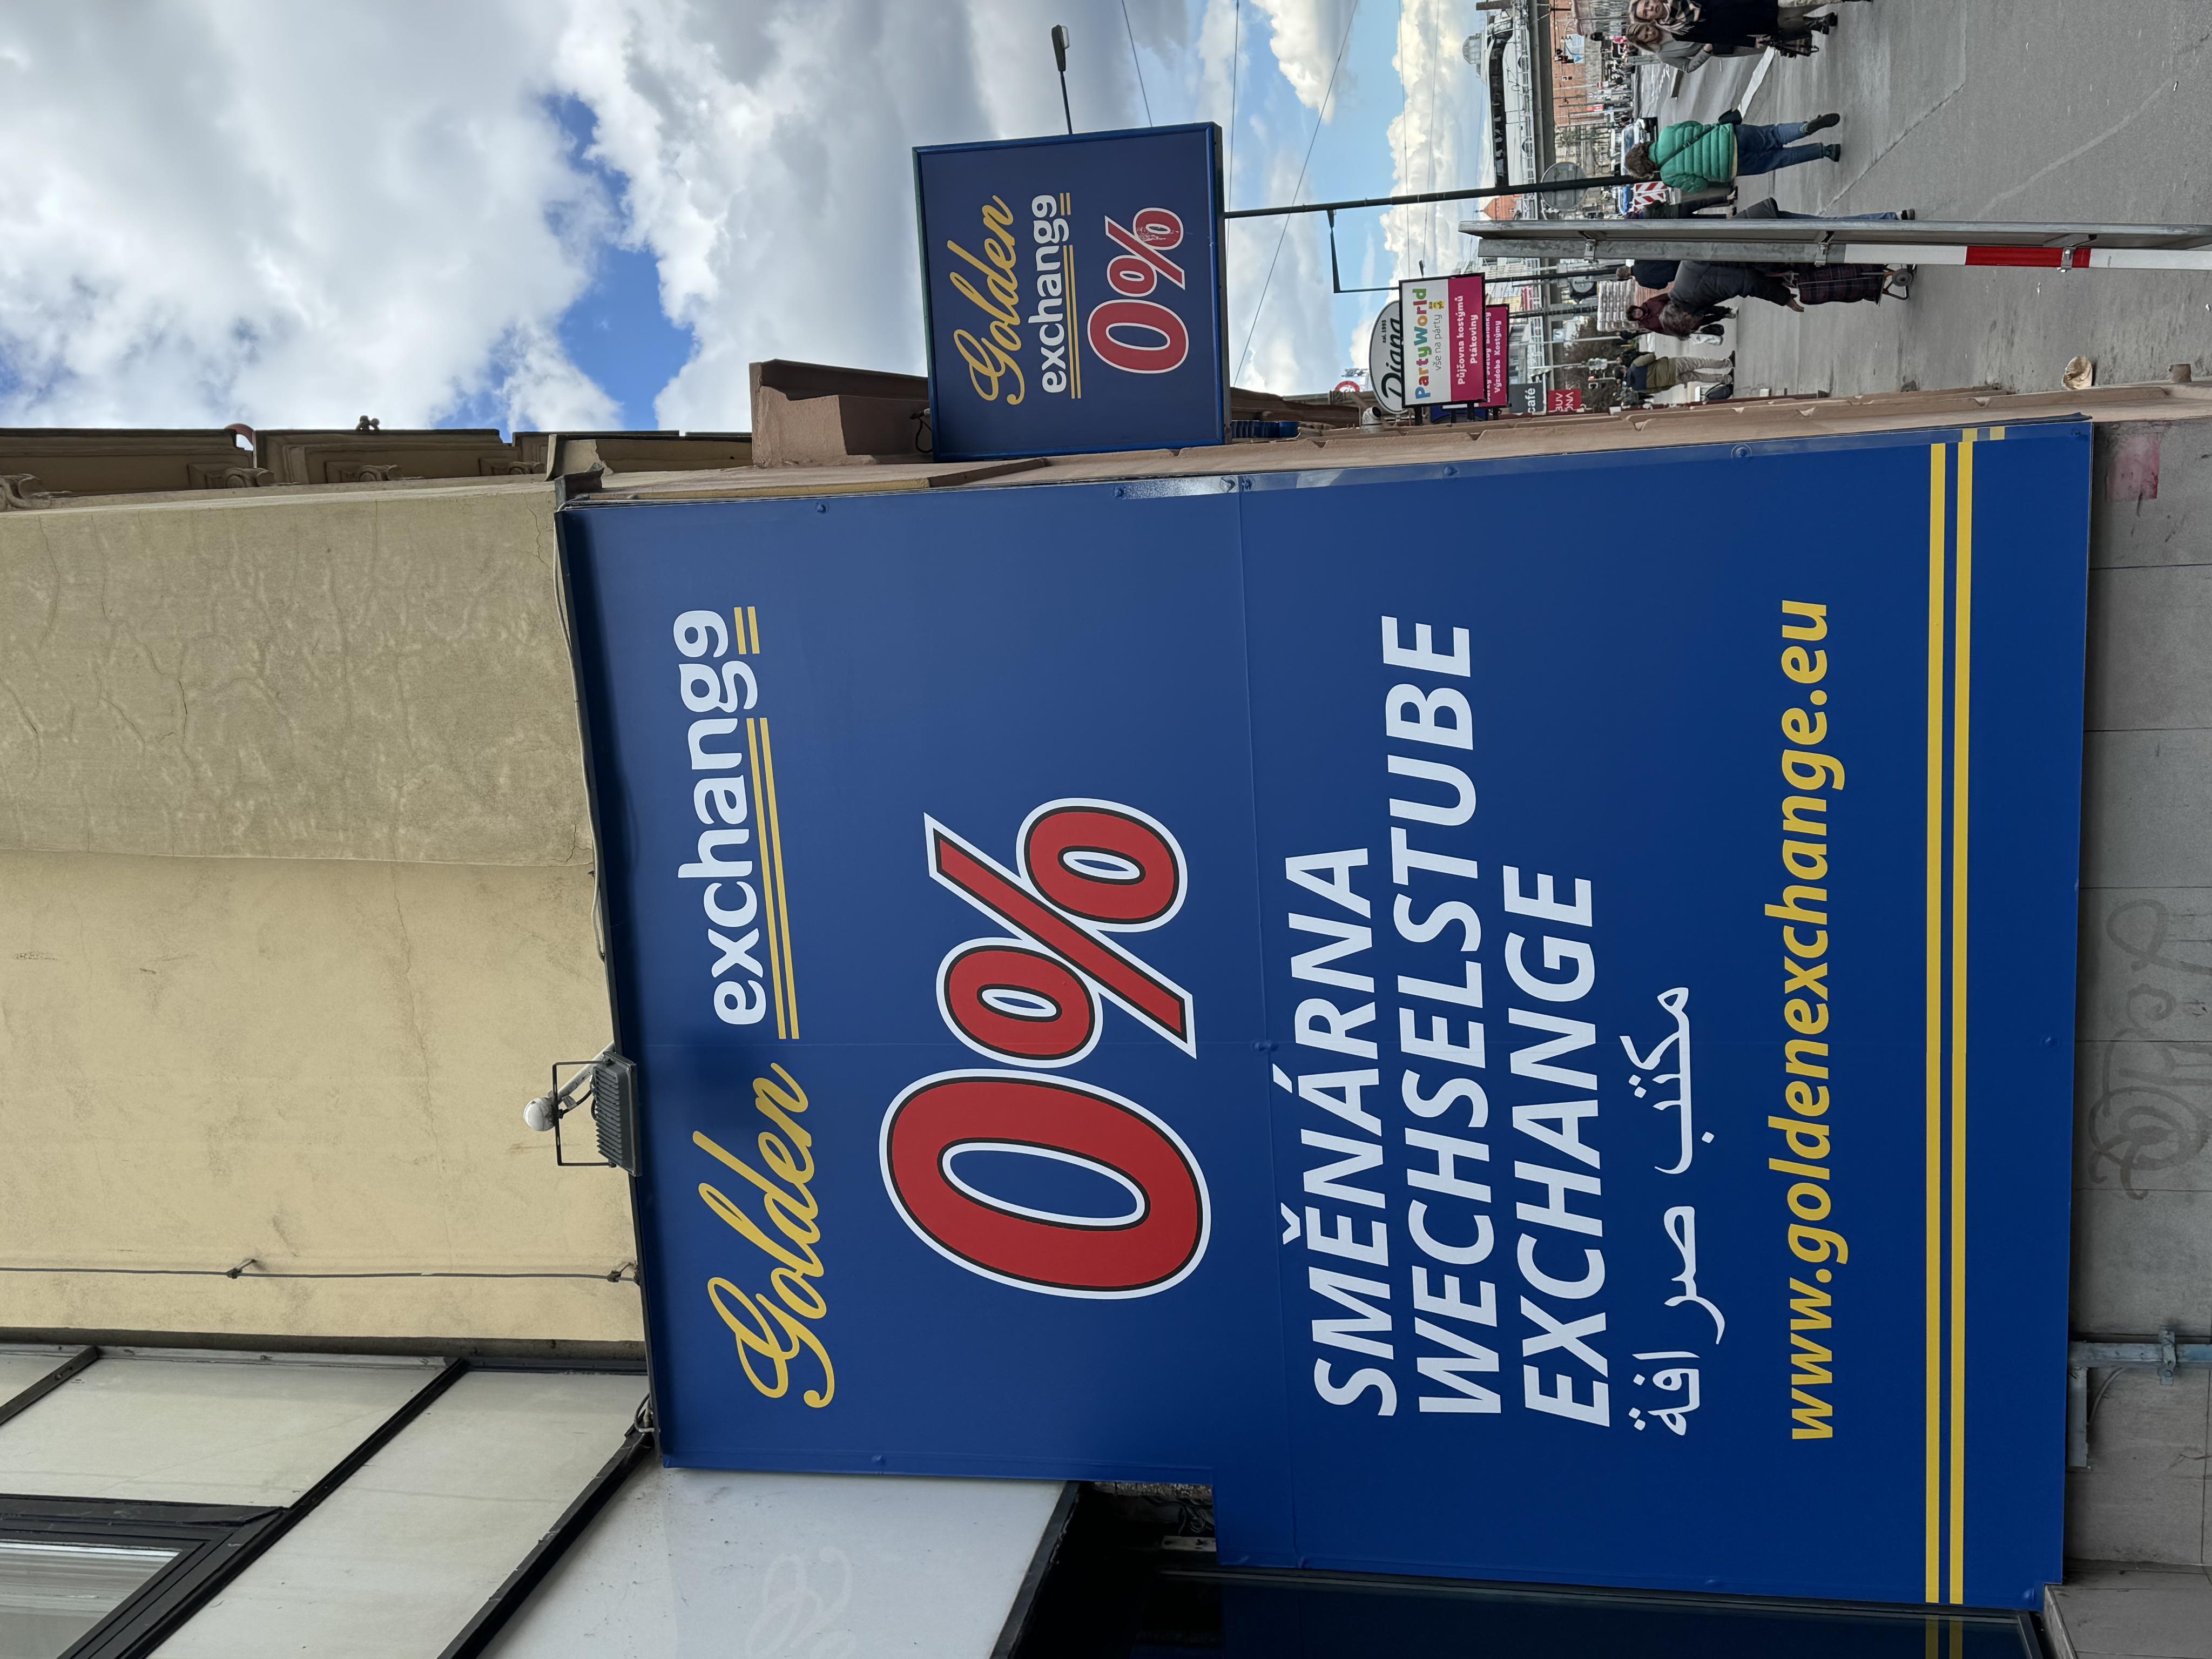 Golden exchange
0%
SMĚNÁRNA
WECHSELSTUBE
EXCHANGE
مكتب صرافة
www.goldenexchange.eu
Golden
exchange
0%
Diana
PartyWorld
vše na párty
Půjčovna kostýmů
Ptákoviny
café